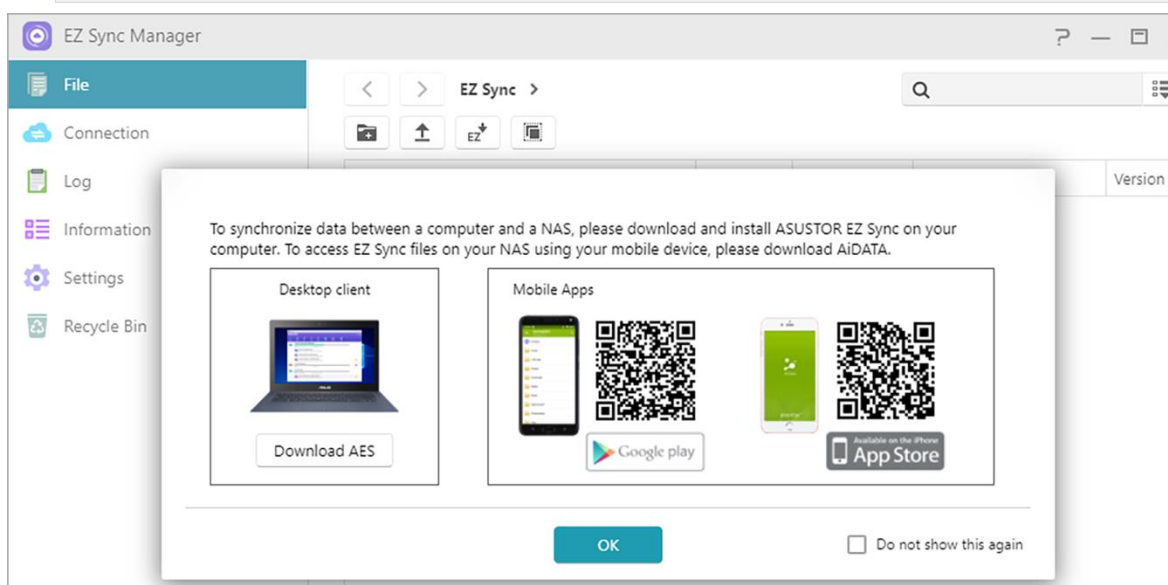 EZ Sync Manager
File
EZ Sync >
Connection
EZ
Log
Version
Information
To synchronize data between a computer and a NAS, please download and install ASUSTOR EZ Sync on your
computer. To access EZ Sync files on your NAS using your mobile device, please download AiDATA.
Settings
Recycle Bin
Desktop client
Mobile Apps
Download AES
Google play
Available on the iPhone
App Store
OK
Do not show this again